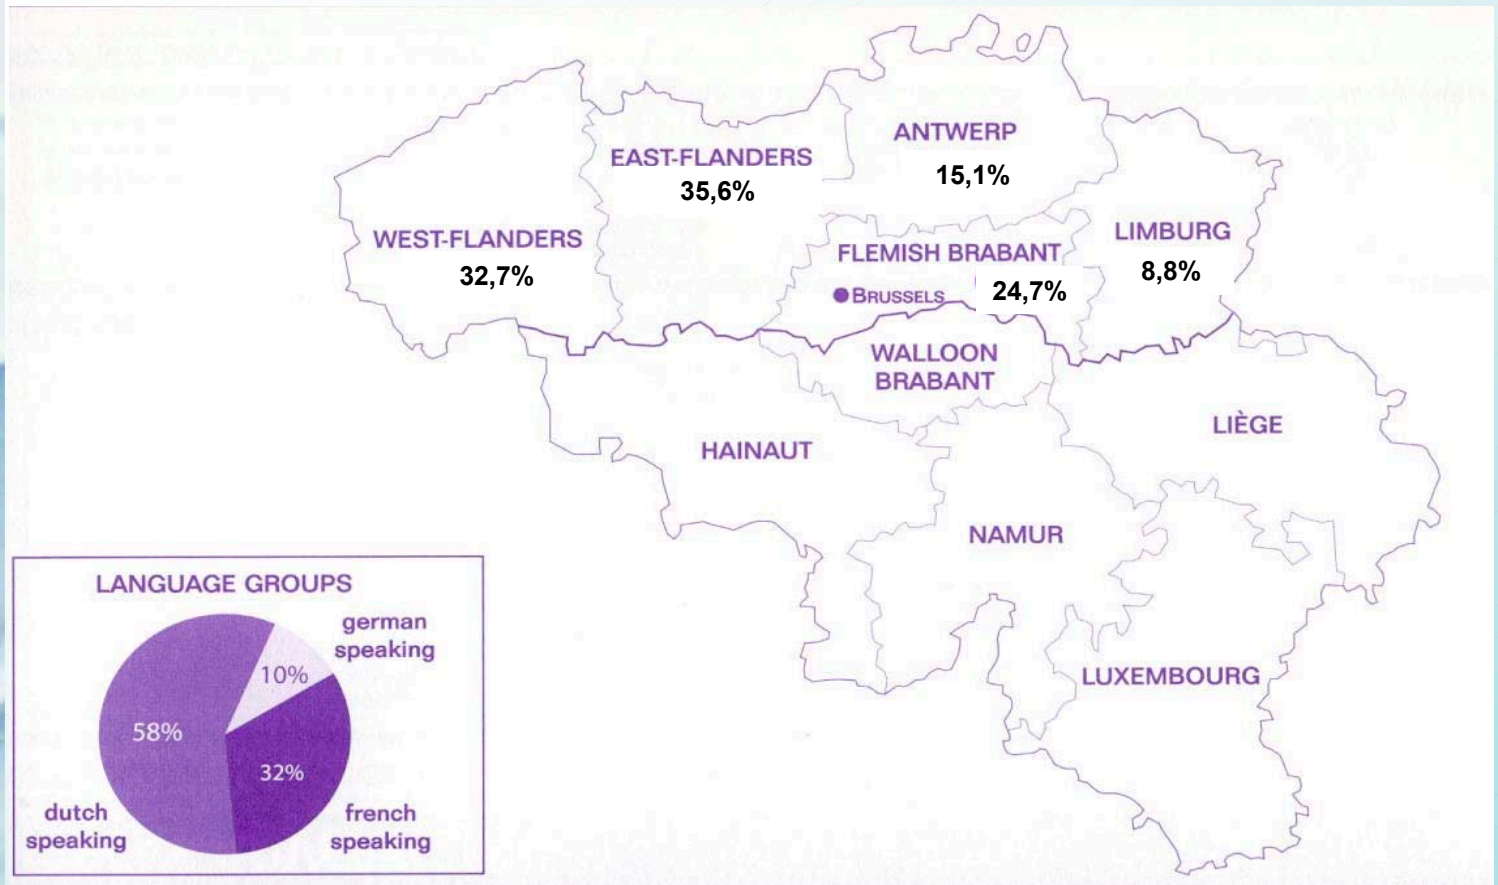 ANTWERP
15,1%
EAST-FLANDERS
35,6%
WEST-FLANDERS
32,7%
LIMBURG
8,8%
FLEMISH BRABANT
24,7%
BRUSSELS
WALLOON
BRABANT
HAINAUT
LIÈGE
NAMUR
LUXEMBOURG
LANGUAGE GROUPS
german
speaking
10%
58%
32%
dutch
speaking
french
speaking